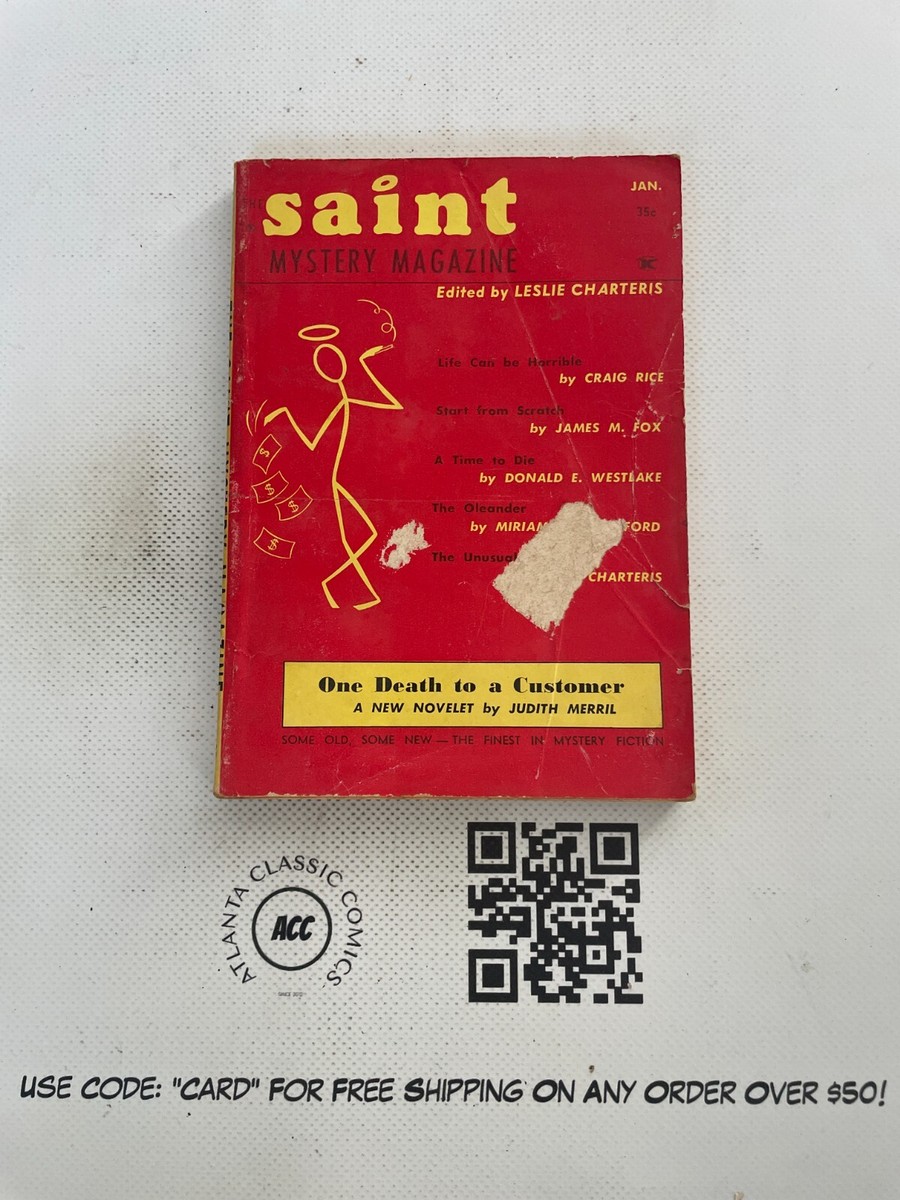 THE
saint
JAN.
35c
MYSTERY MAGAZINE
K
Edited by LESLIE CHARTERIS
Life Can be Horrible
by CRAIG RICE
Start from Scratch
by JAMES M. FOX
A Time to Die
by DONALD E. WESTLAKE
The Oleander
by MIRIAM FORD
The Unusual
CHARTERIS
$
$
$
$
One Death to a Customer
A NEW NOVELET by JUDITH MERRIL
SOME OLD, SOME NEW — THE FINEST IN MYSTERY FICTION
ATLANTA CLASSIC COMICS
ACC
SINCE 2012
USE CODE: "CARD" FOR FREE SHIPPING ON ANY ORDER OVER $50!